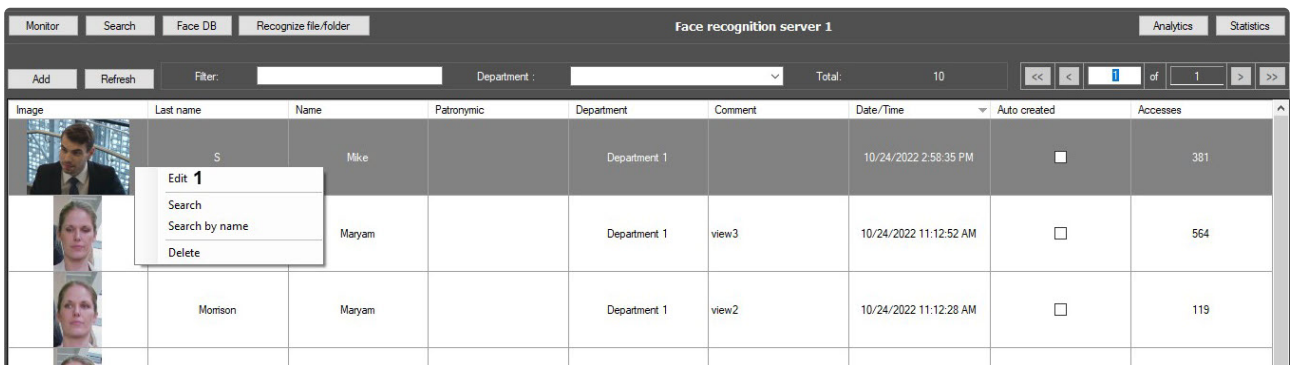 Monitor Search Face DB Recognize file/folder Face recognition server 1 Analytics Statistics
Add Refresh Filter: Department : Total: 10 << < 1 of 1 > >>
Image Last name Name Patronymic Department Comment Date/Time Auto created Accesses
S Mike Department 1 10/24/2022 2:58:35 PM 381
Edit 1
Search
Search by name
Maryam Department 1 view3 10/24/2022 11:12:52 AM 564
Delete
Morrison Maryam Department 1 view2 10/24/2022 11:12:28 AM 119